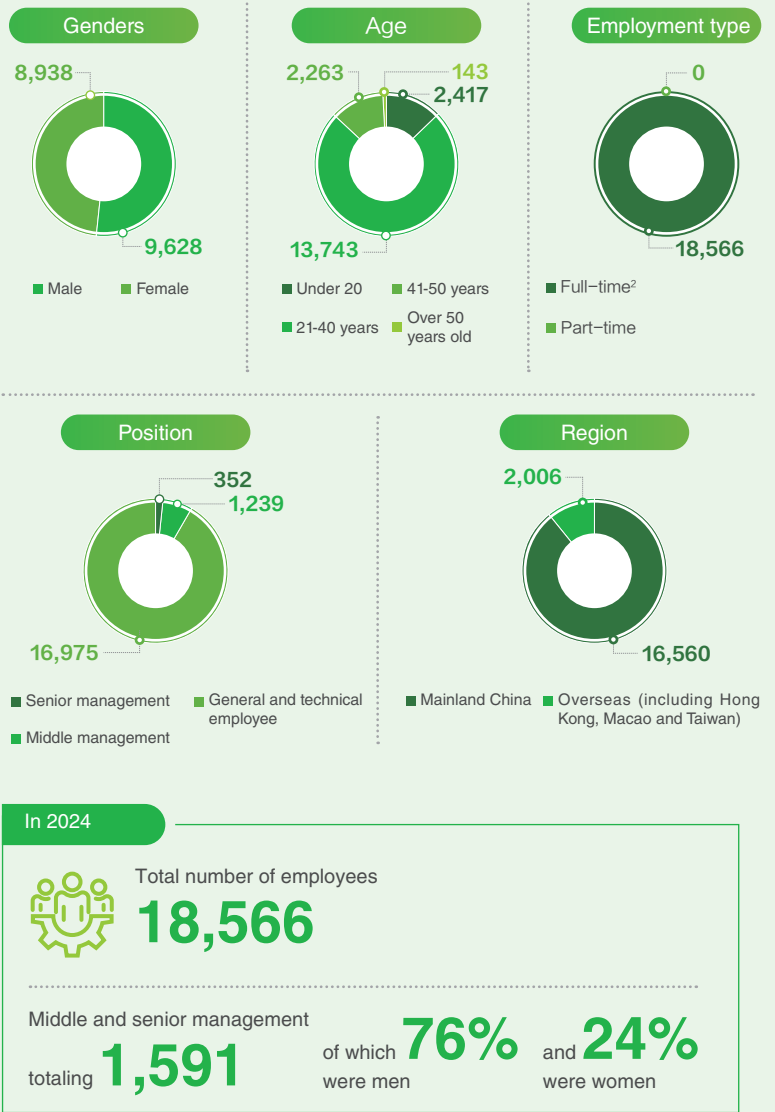 Genders
8,938
9,628
Male
Female
Age
2,263
143
2,417
13,743
Under 20
41-50 years
21-40 years
Over 50
years old
Employment type
0
18,566
Full-time²
Part-time
Position
352
1,239
16,975
Senior management
General and technical
employee
Middle management
Region
2,006
16,560
Mainland China
Overseas (including Hong
Kong, Macao and Taiwan)
In 2024
Total number of employees
18,566
Middle and senior management
totaling 1,591
of which 76%
were men
and 24%
were women